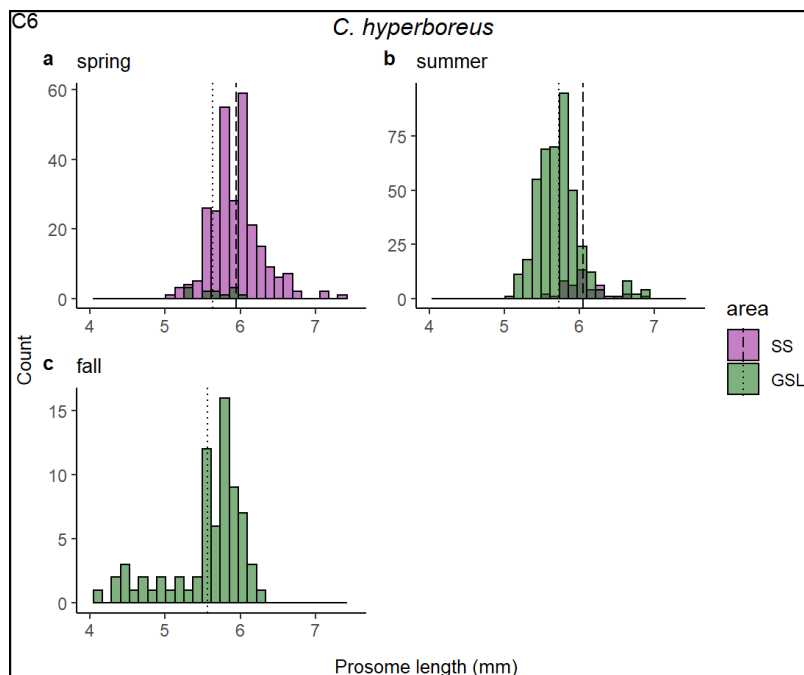 C6
C. hyperboreus
a spring
60
40
20
0
4 5 6 7
b summer
75
50
25
0
4 5 6 7
area
SS
GSL
Count
c fall
15
10
5
0
4 5 6 7
Prosome length (mm)